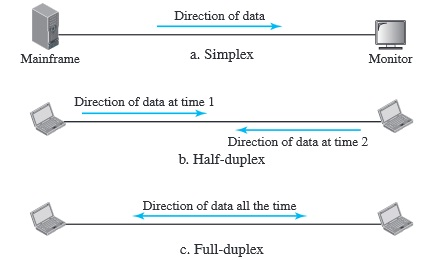 Direction of data
Mainframe
a. Simplex
Monitor
Direction of data at time 1
Direction of data at time 2
b. Half-duplex
Direction of data all the time
c. Full-duplex